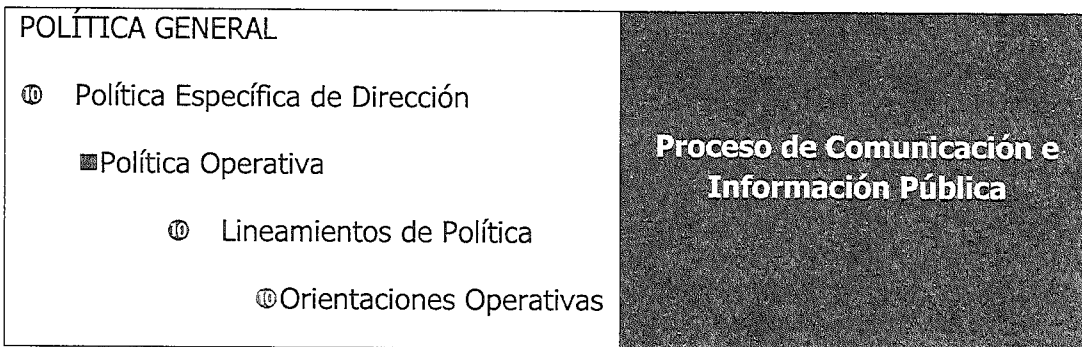 POLÍTICA GENERAL
Política Específica de Dirección
Política Operativa
Lineamientos de Política
Orientaciones Operativas
Proceso de Comunicación e
Información Pública